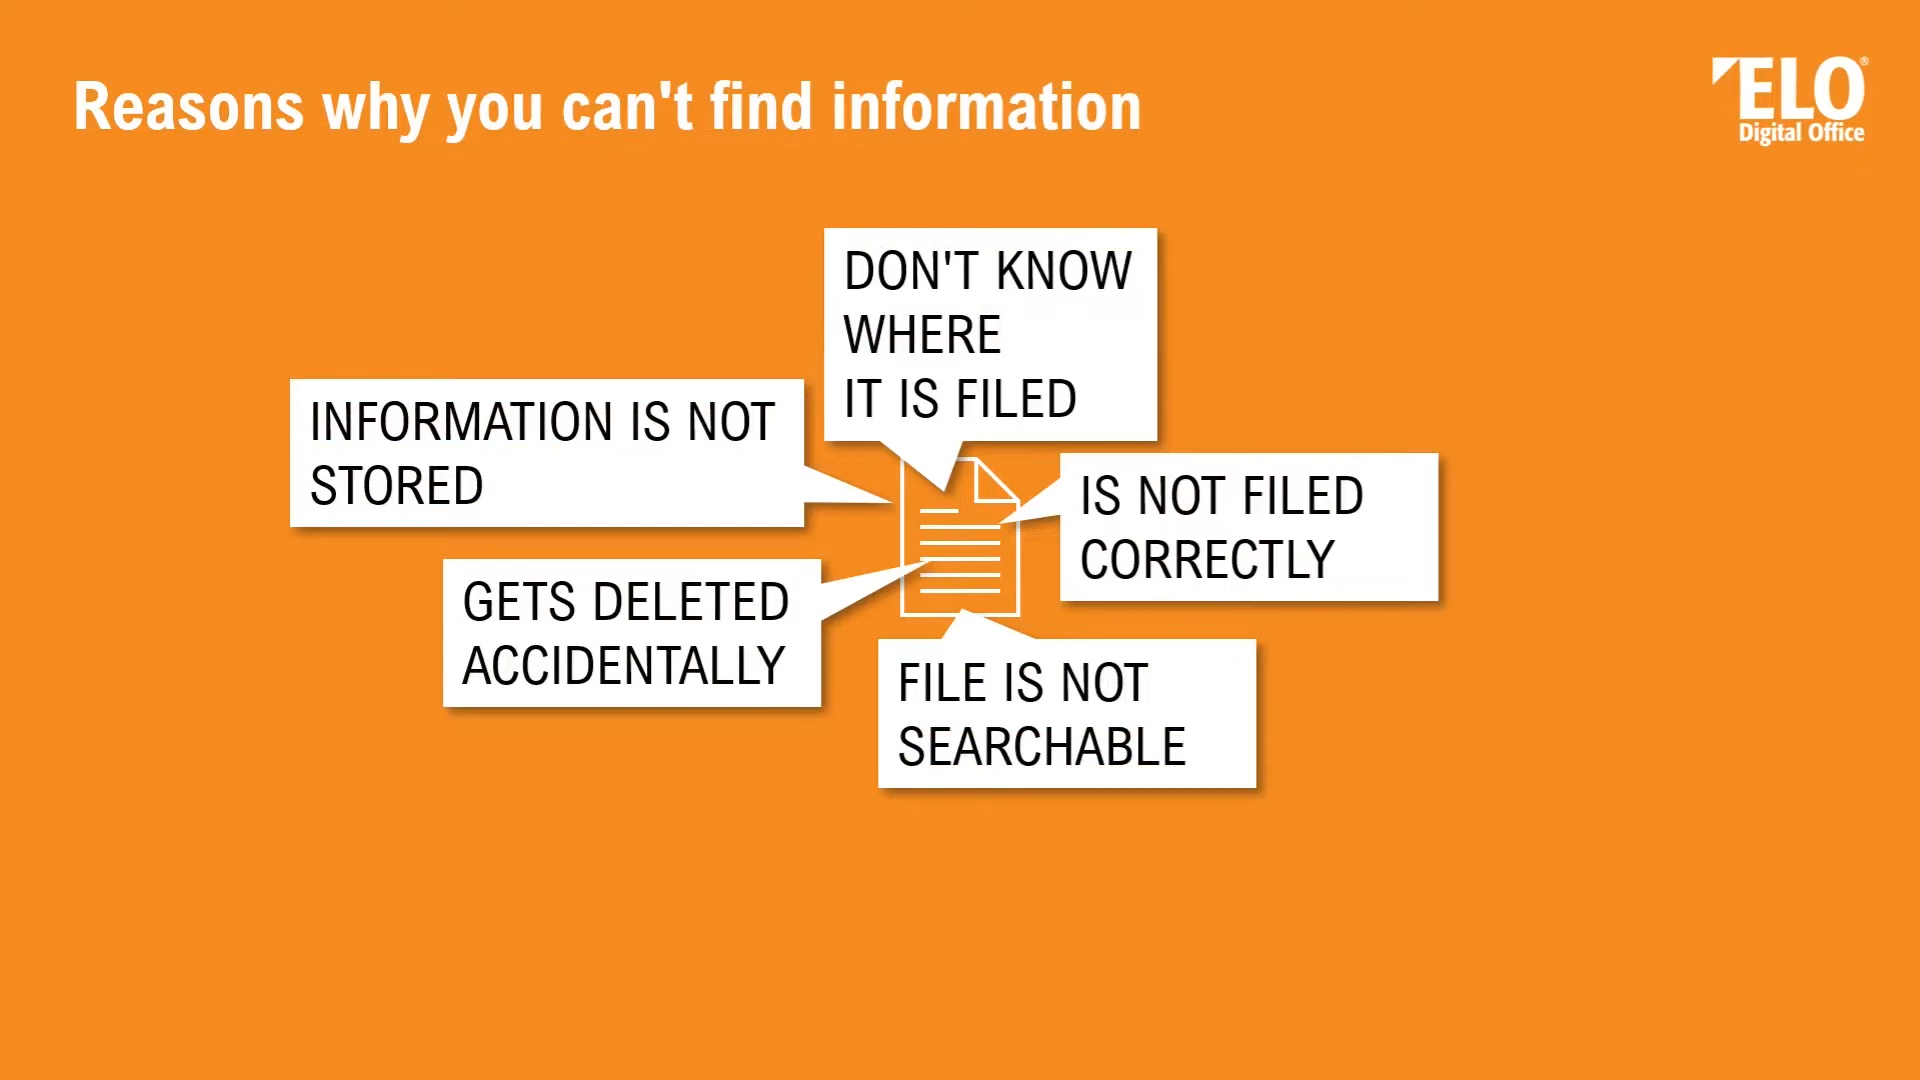 Reasons why you can't find information
ELO®
Digital Office
DON'T KNOW
WHERE
IT IS FILED
INFORMATION IS NOT
STORED
IS NOT FILED
CORRECTLY
GETS DELETED
ACCIDENTALLY
FILE IS NOT
SEARCHABLE